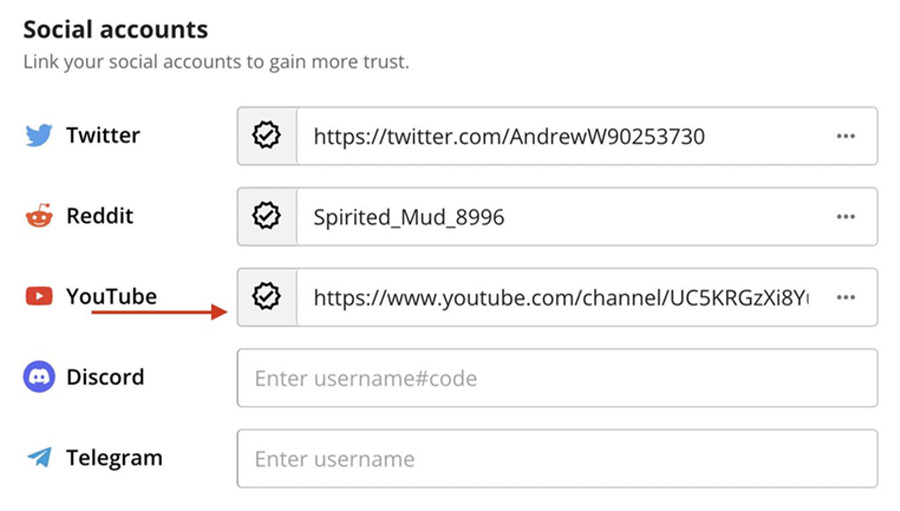 Social accounts
Link your social accounts to gain more trust.
Twitter https://twitter.com/AndrewW90253730
Reddit Spirited_Mud_8996
YouTube https://www.youtube.com/channel/UC5KRGzXi8Y
Discord Enter username#code
Telegram Enter username